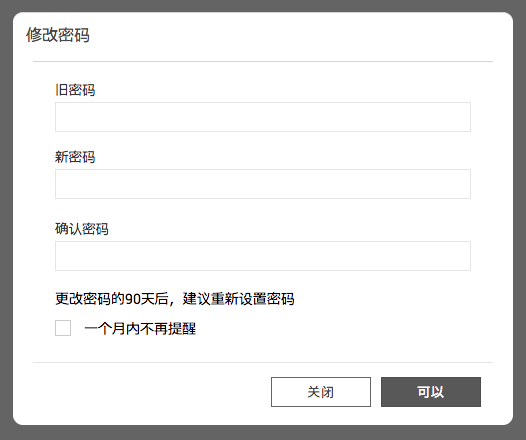 修改密码
旧密码
新密码
确认密码
更改密码的90天后，建议重新设置密码
一个月内不再提醒
关闭
可以